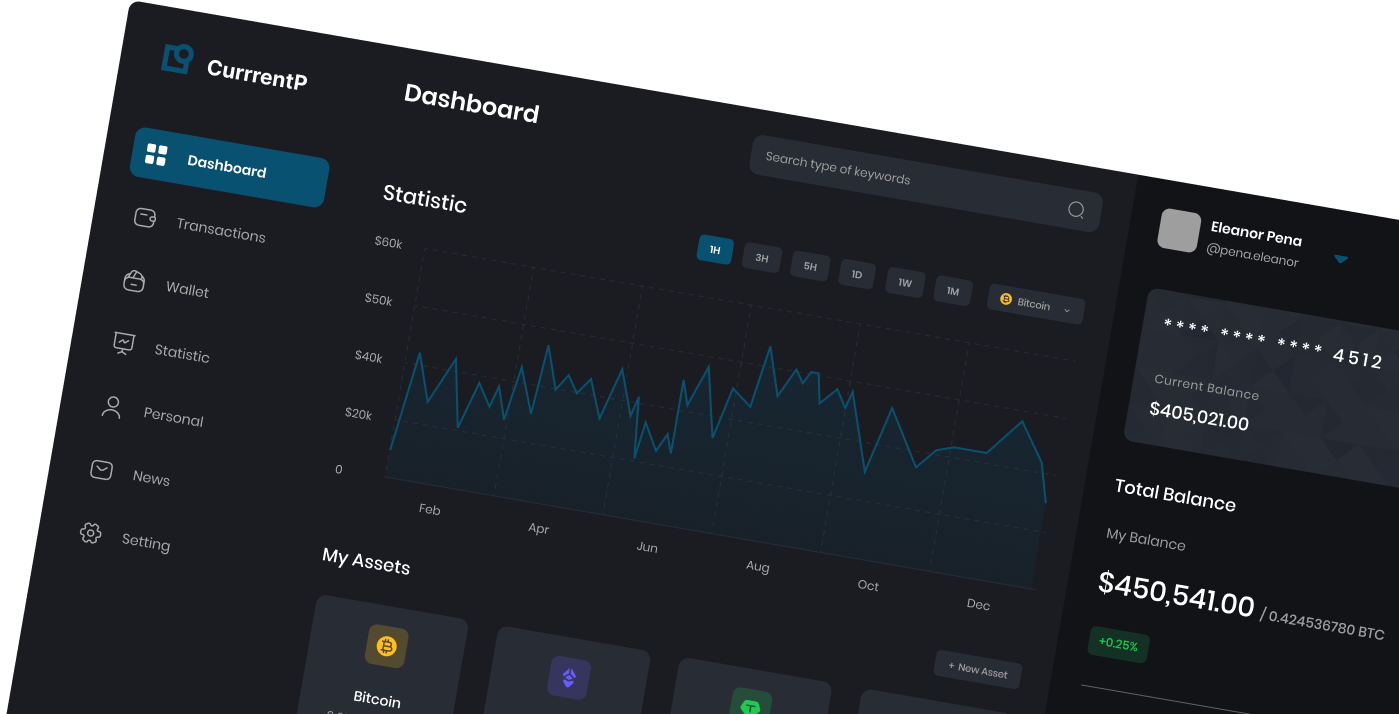 CurrrentP
Dashboard
Search type of keywords
Dashboard
Transactions
Wallet
Statistic
Personal
News
Setting
Statistic
1H
3H
5H
1D
1W
1M
Bitcoin
$60k
$50k
$40k
$20k
0
Feb
Apr
Jun
Aug
Oct
Dec
My Assets
+ New Asset
Bitcoin
Eleanor Pena
@pena.eleanor
**** **** **** 4512
Current Balance
$405,021.00
Total Balance
My Balance
$450,541.00 / 0.424536780 BTC
+0.25%